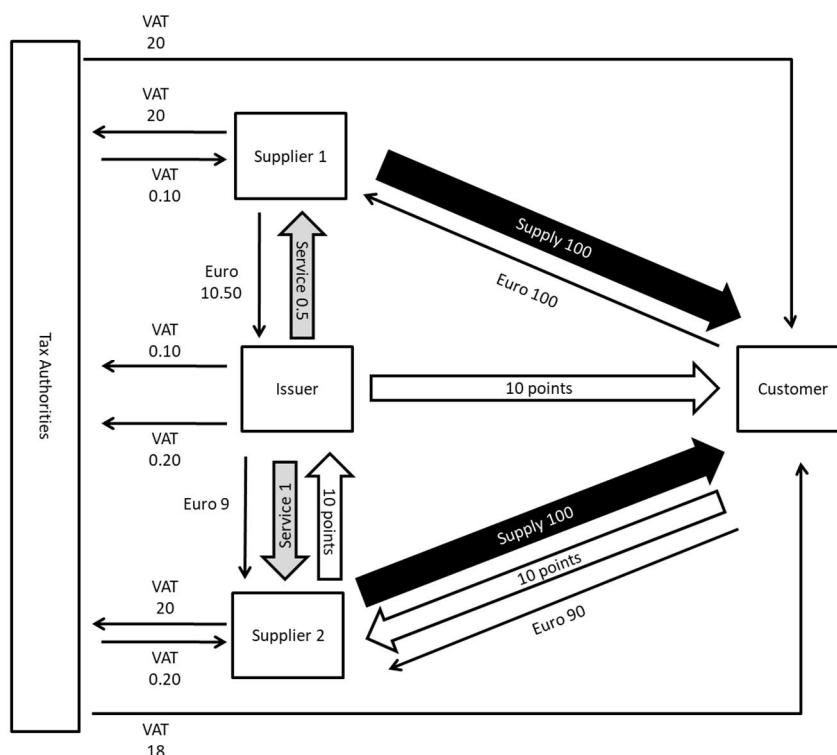 VAT
20
VAT
20
Supplier 1
VAT
0.10
Supply 100
Euro 100
Euro
10.50
Service 0.5
Tax Authorities
VAT
0.10
Issuer
10 points
Customer
VAT
0.20
Euro 9
Service 1
10 points
Supply 100
10 points
Euro 90
VAT
20
Supplier 2
VAT
0.20
VAT
18